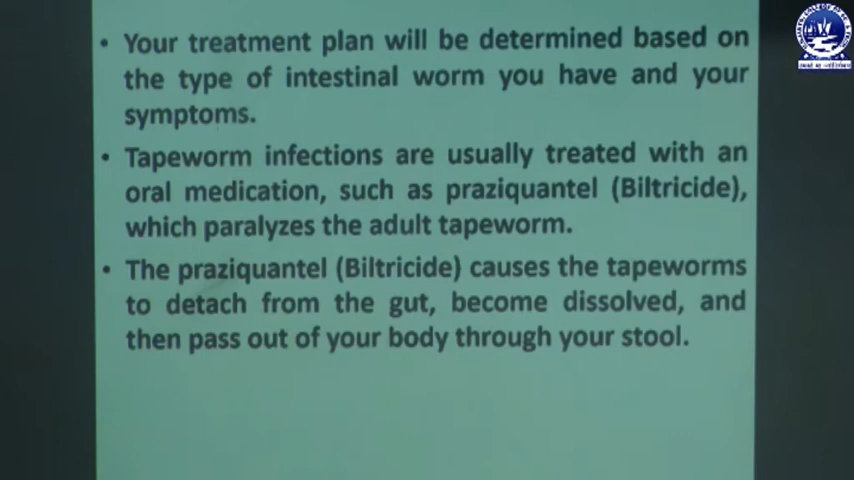 • Your treatment plan will be determined based on
the type of intestinal worm you have and your
symptoms.
• Tapeworm infections are usually treated with an
oral medication, such as praziquantel (Biltricide),
which paralyzes the adult tapeworm.
• The praziquantel (Biltricide) causes the tapeworms
to detach from the gut, become dissolved, and
then pass out of your body through your stool.